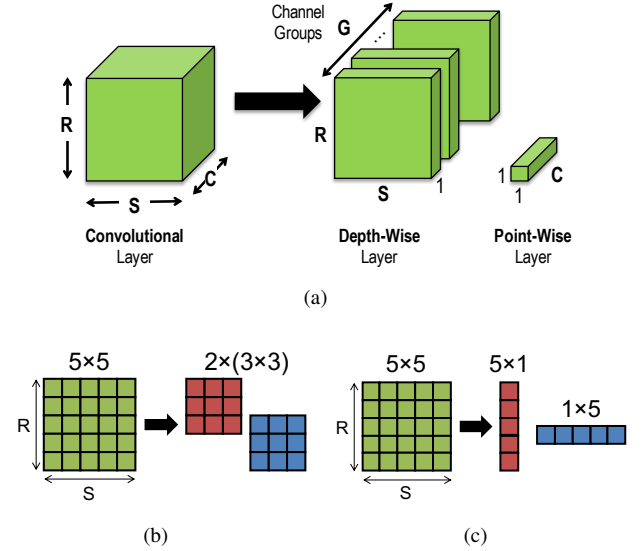 Channel
Groups
G
...
R
R
C
S
S
1
1
1
C
Convolutional
Layer
Depth-Wise
Layer
Point-Wise
Layer
(a)
5×5
2×(3×3)
R
S
(b)
5×5
5×1
1×5
R
S
(c)